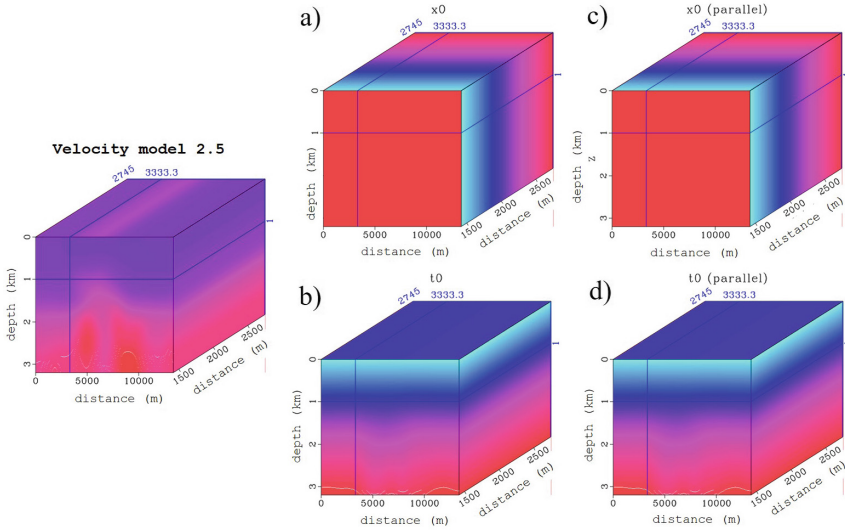 Velocity model 2.5
2745 3333.3
1
0
1
2
3
depth (km)
0 5000 10000
distance (m)
1500 2000 2500
distance (m)
a)
x0
2745 3333.3
1
0
1
depth (km)
0 5000 10000
distance (m)
1500 2000 2500
distance (m)
c)
x0 (parallel)
2745 3333.3
1
0
1
2
3
depth (km)
z
0 5000 10000
distance (m)
1500 2000 2500
distance (m)
b)
t0
2745 3333.3
1
0
1
2
3
depth (km)
0 5000 10000
distance (m)
1500 2000 2500
distance (m)
d)
t0 (parallel)
2745 3333.3
1
0
1
2
3
depth (km)
0 5000 10000
distance (m)
1500 2000 2500
distance (m)